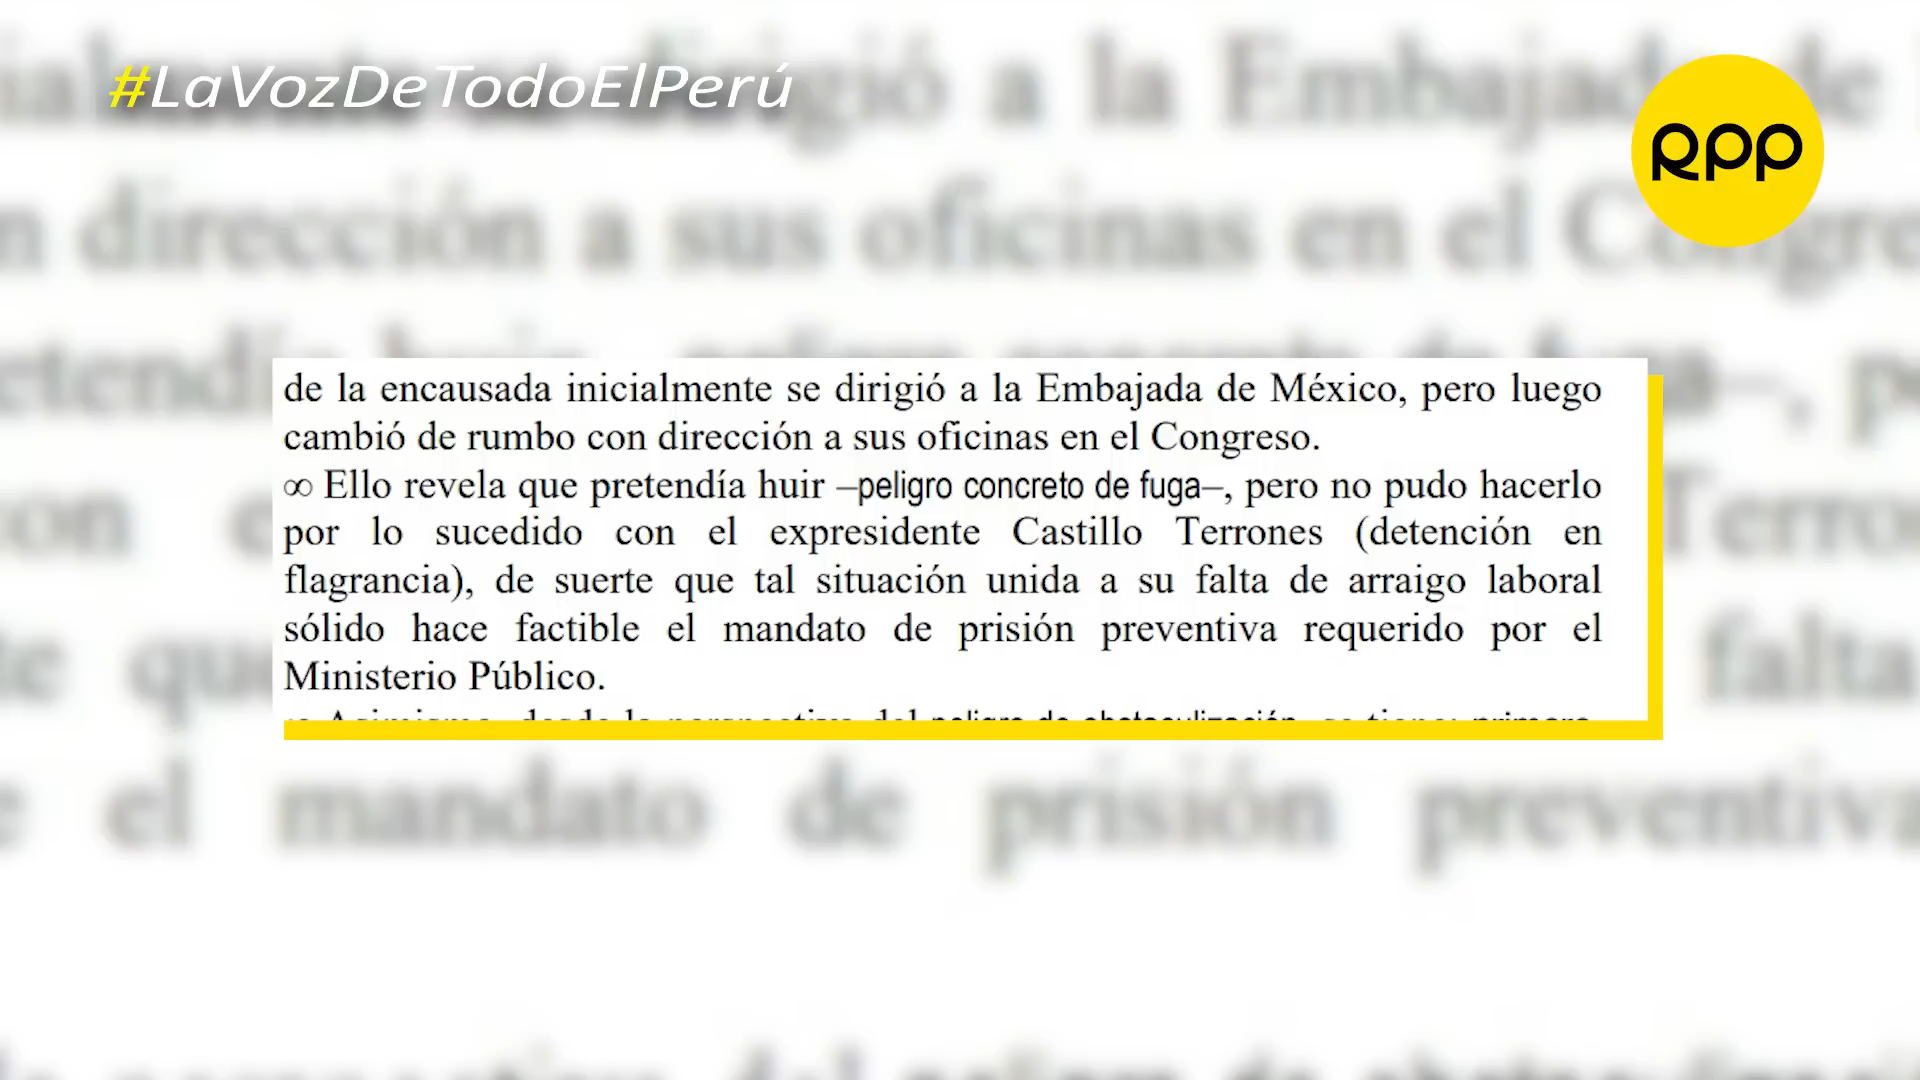 #LaVozDeTodoElPerú
RPP
de la encausada inicialmente se dirigió a la Embajada de México, pero luego
cambió de rumbo con dirección a sus oficinas en el Congreso.
∞ Ello revela que pretendía huir –peligro concreto de fuga–, pero no pudo hacerlo
por lo sucedido con el expresidente Castillo Terrones (detención en
flagrancia), de suerte que tal situación unida a su falta de arraigo laboral
sólido hace factible el mandato de prisión preventiva requerido por el
Ministerio Público.